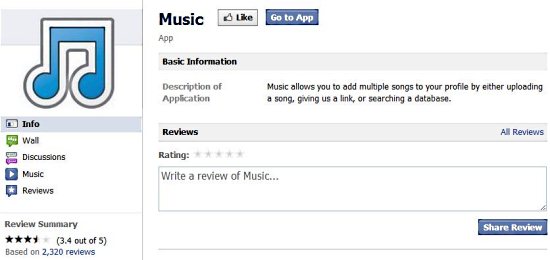 Music
Like
Go to App
App
Basic Information
Description of
Application
Music allows you to add multiple songs to your profile by either uploading
a song, giving us a link, or searching a database.
Info
Wall
Discussions
Music
Reviews
Reviews
All Reviews
Rating:
Write a review of Music...
Share Review
Review Summary
(3.4 out of 5)
Based on 2,320 reviews